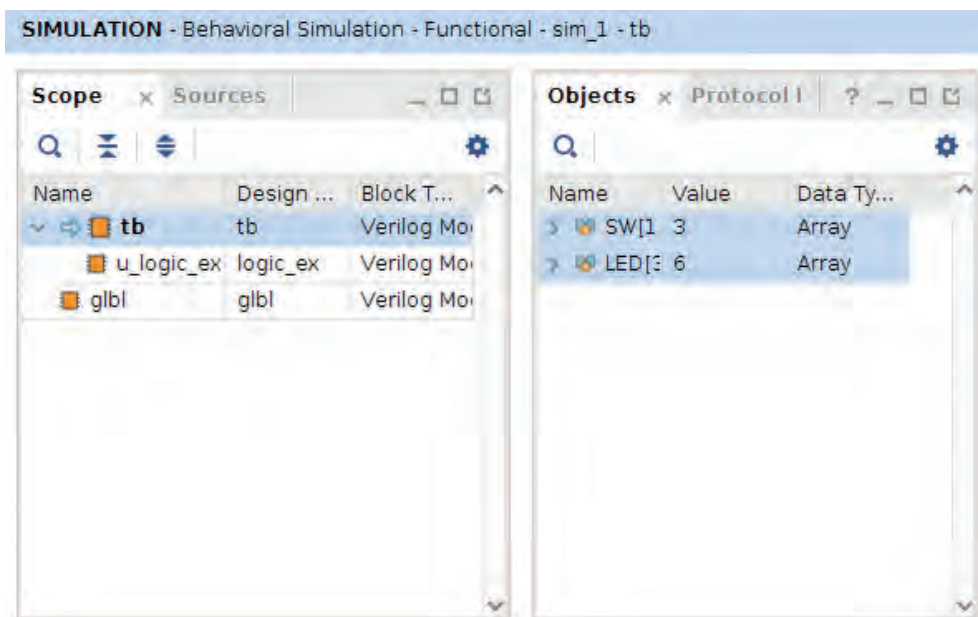 SIMULATION - Behavioral Simulation - Functional - sim_1 - tb
Scope x Sources
Objects x Protocol I ?
Name Design ... Block T...
tb tb Verilog Mo
u_logic_ex logic_ex Verilog Mo
glbl glbl Verilog Mo
Name Value Data Ty...
SW[1 3 Array
LED[ 6 Array